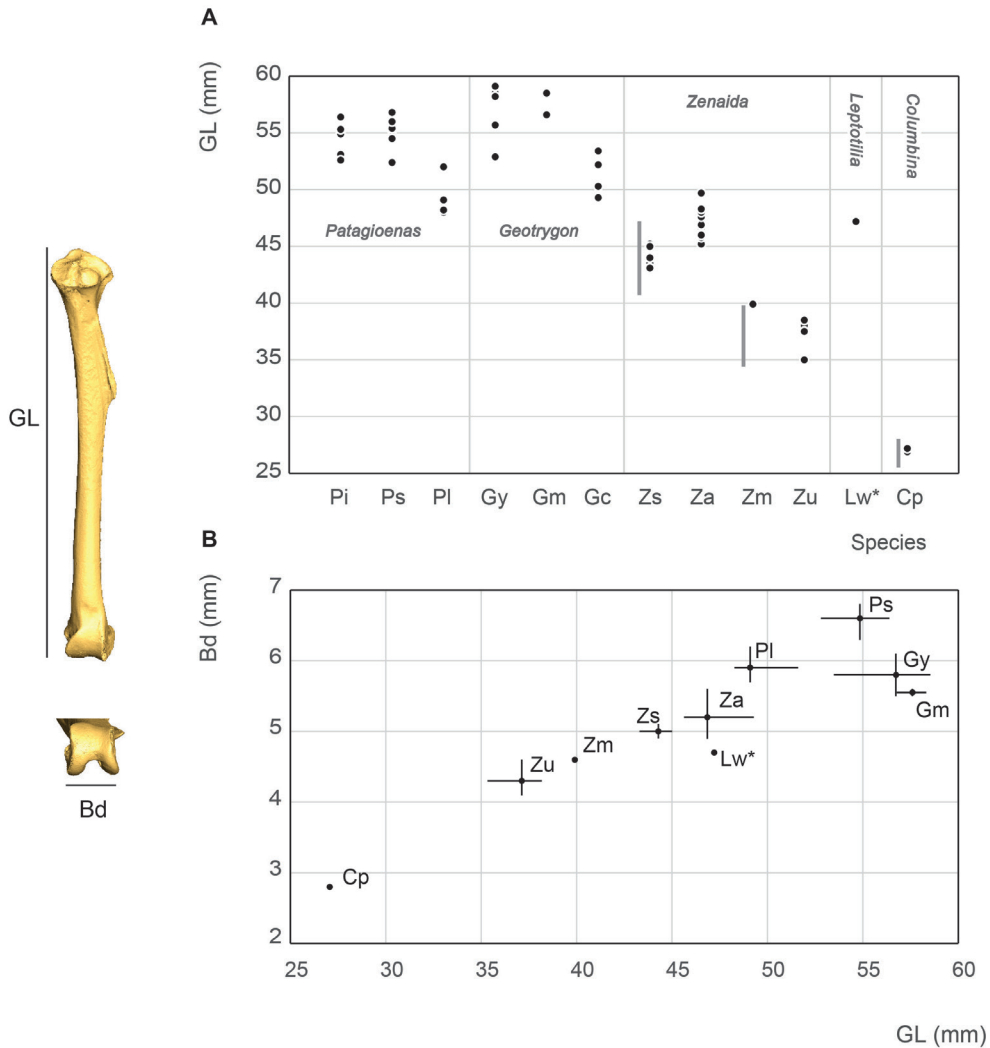 A
GL (mm)
60
55
50
45
40
35
30
25
Zenaida
Leptotilia
Columbina
Patagioenas
Geotrygon
Pi Ps Pl Gy Gm Gc Zs Za Zm Zu Lw* Cp
Species
GL
Bd
B
Bd (mm)
7
6
5
4
3
2
Ps
Pl
Gy
Gm
Za
Zs
Lw*
Zm
Zu
Cp
25 30 35 40 45 50 55 60
GL (mm)